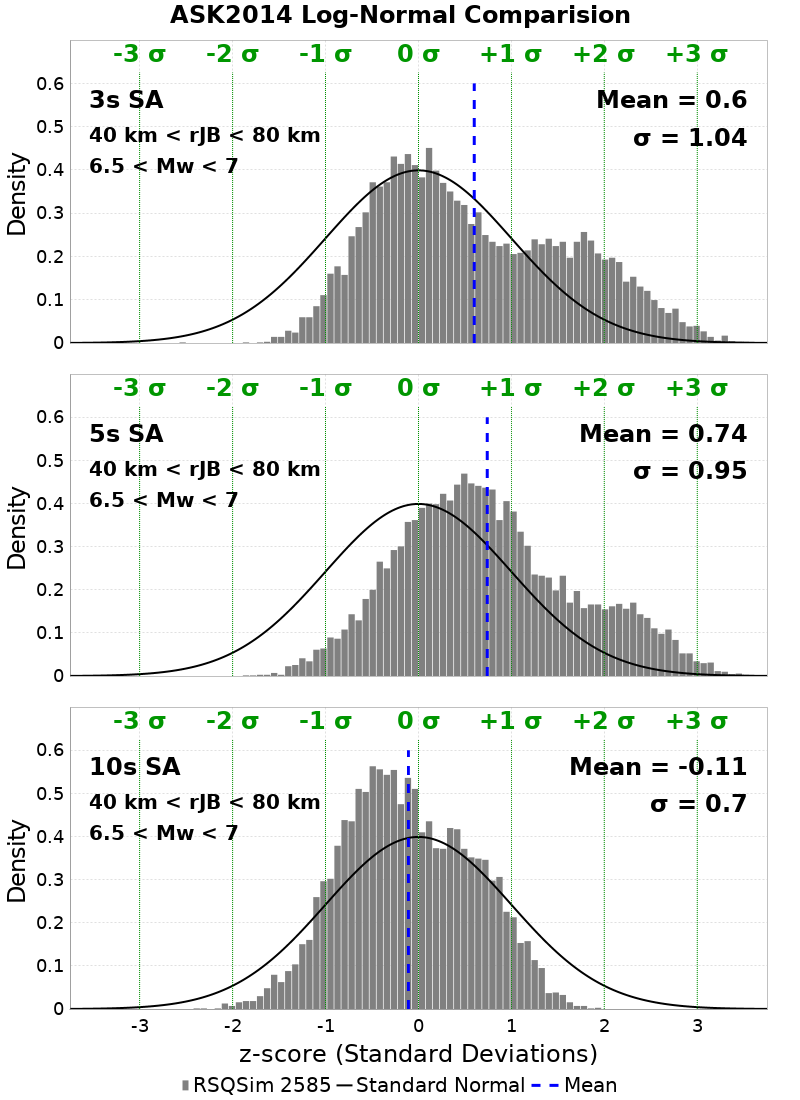 ASK2014 Log-Normal Comparision
-3 σ -2 σ -1 σ 0 σ +1 σ +2 σ +3 σ
3s SA
40 km < rJB < 80 km
6.5 < Mw < 7
Mean = 0.6
σ = 1.04
Density
0.6
0.5
0.4
0.3
0.2
0.1
0
-3 σ -2 σ -1 σ 0 σ +1 σ +2 σ +3 σ
5s SA
40 km < rJB < 80 km
6.5 < Mw < 7
Mean = 0.74
σ = 0.95
Density
0.6
0.5
0.4
0.3
0.2
0.1
0
-3 σ -2 σ -1 σ 0 σ +1 σ +2 σ +3 σ
10s SA
40 km < rJB < 80 km
6.5 < Mw < 7
Mean = -0.11
σ = 0.7
Density
0.6
0.5
0.4
0.3
0.2
0.1
0
-3 -2 -1 0 1 2 3
z-score (Standard Deviations)
RSQSim 2585 Standard Normal Mean